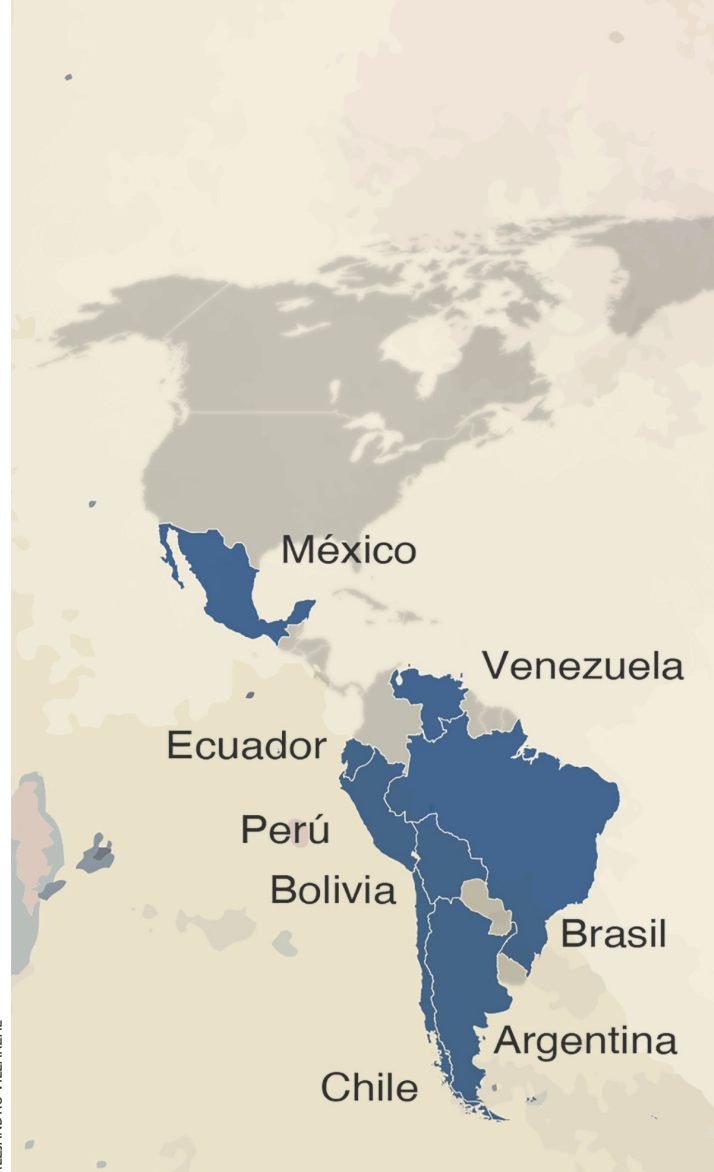 México
Venezuela
Ecuador
Perú
Bolivia
Brasil
Argentina
Chile